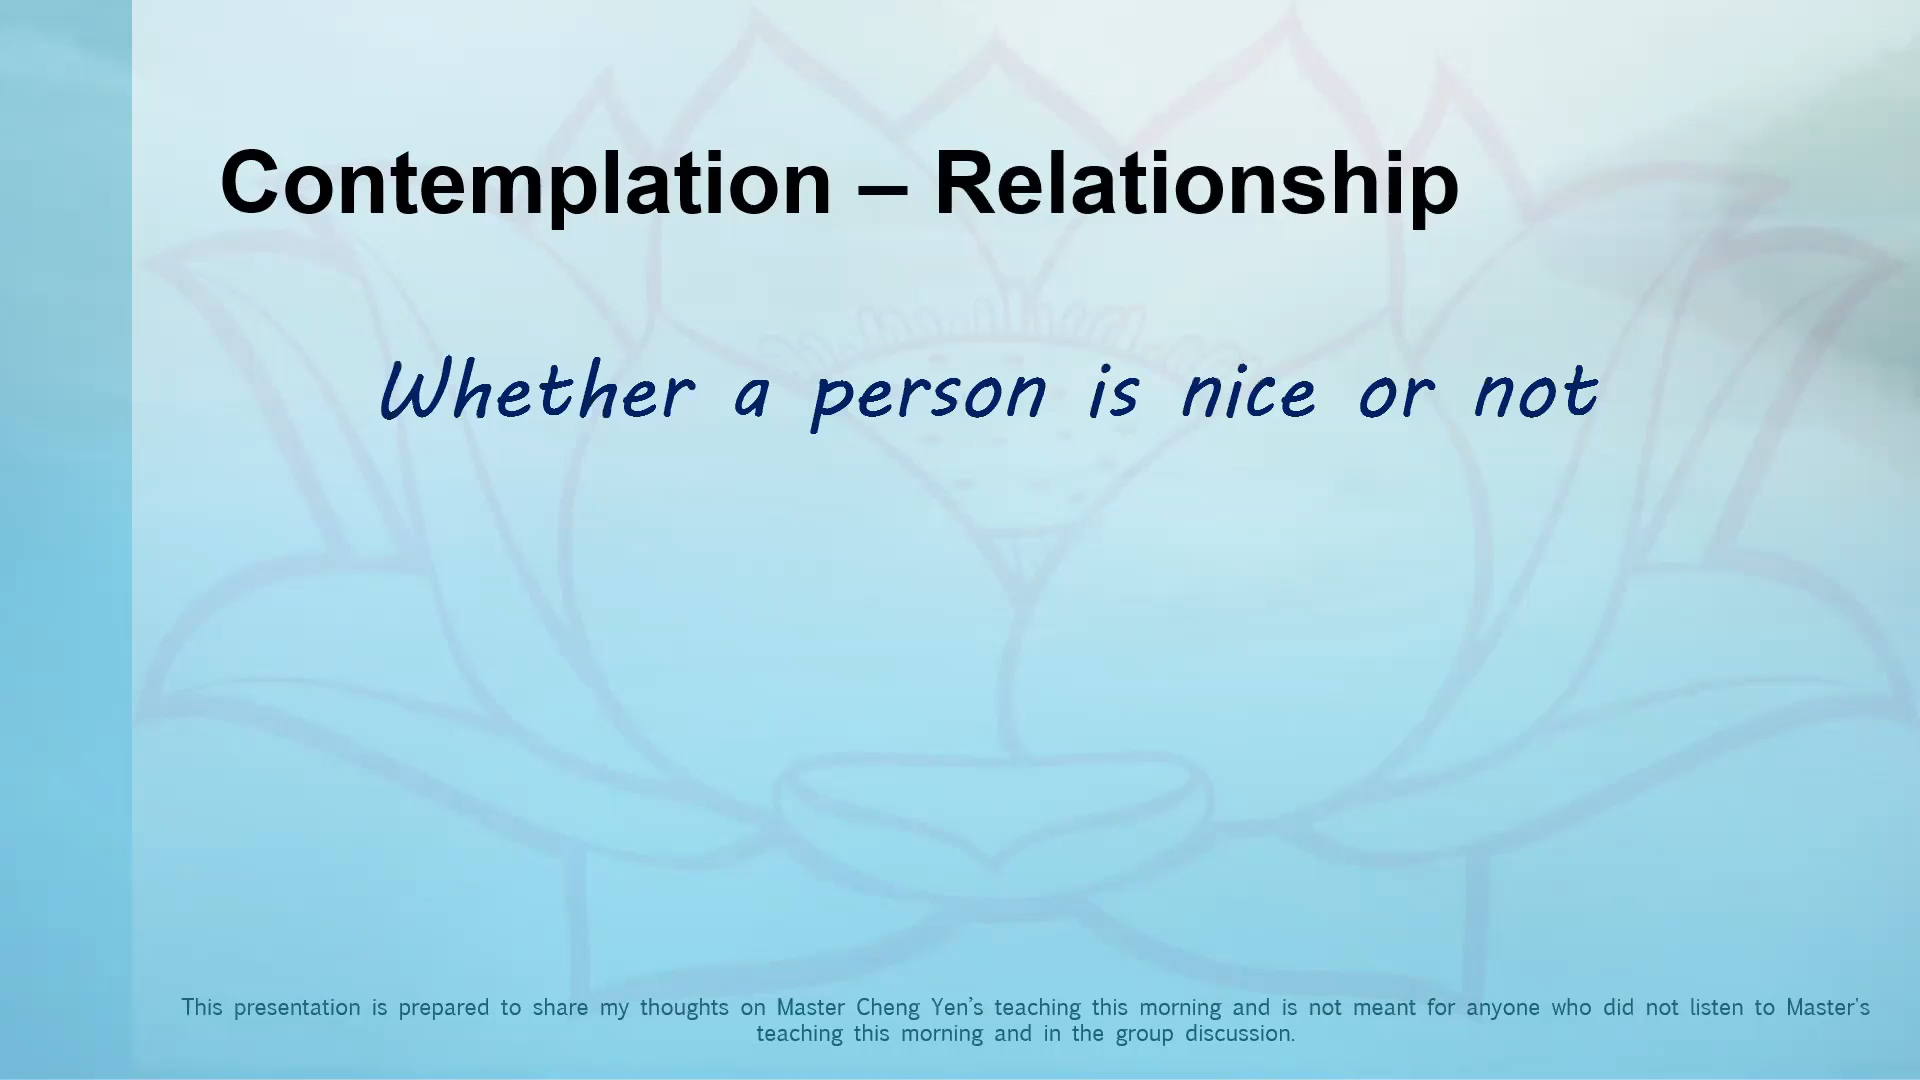 Contemplation – Relationship
Whether a person is nice or not
This presentation is prepared to share my thoughts on Master Cheng Yen’s teaching this morning and is not meant for anyone who did not listen to Master's
teaching this morning and in the group discussion.